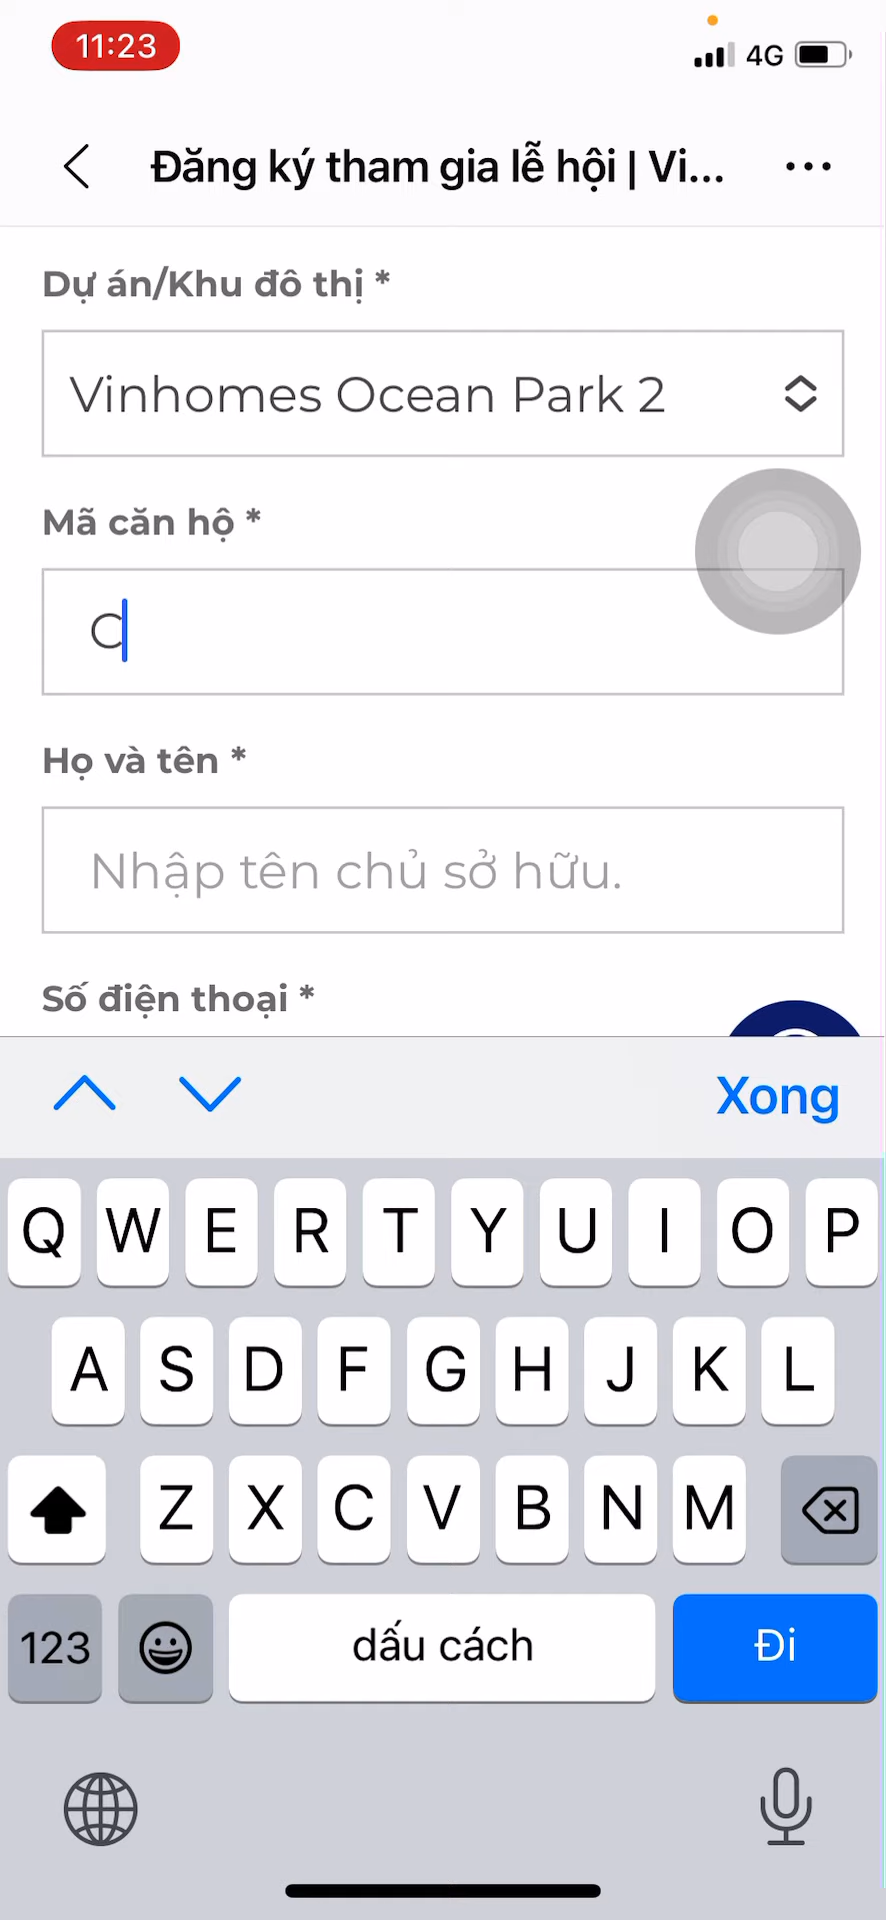 11:23
4G
Đăng ký tham gia lễ hội | Vi...
Dự án/Khu đô thị *
Vinhomes Ocean Park 2
Mã căn hộ *
C
Họ và tên *
Nhập tên chủ sở hữu.
Số điện thoại *
Xong
Q W E R T Y U I O P
A S D F G H J K L
Z X C V B N M
123 dấu cách Đi